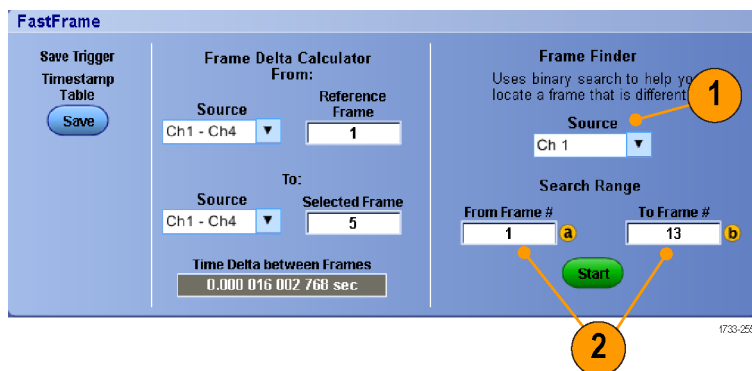 FastFrame
Save Trigger
Timestamp
Table
Save
Frame Delta Calculator
From:
Source
Reference
Frame
Ch1 - Ch4
1
To:
Source
Selected Frame
Ch1 - Ch4
5
Time Delta between Frames
0.000 016 002 768 sec
Frame Finder
Uses binary search to help
locate a frame that is different
1
Source
Ch 1
Search Range
From Frame #
To Frame #
1
a
13
b
Start
2